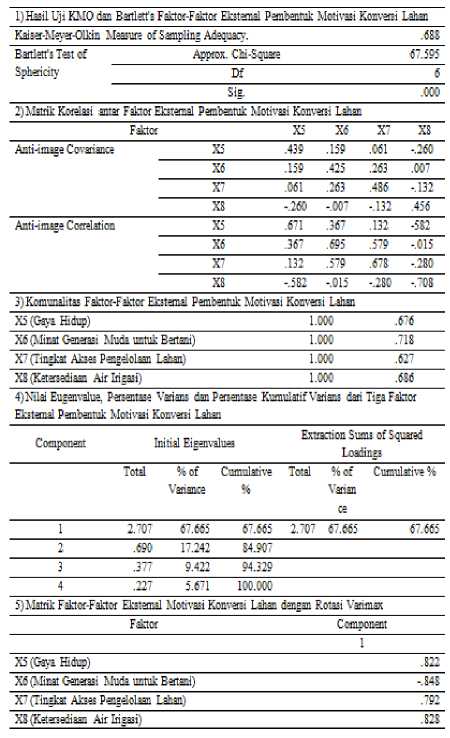 1) Hasil Uji KMO dan Bartlett's Faktor-Faktor Eksternal Pembentuk Motivasi Konversi Lahan
Kaiser-Meyer-Olkin Measure of Sampling Adequacy. .688
Bartlett's Test of Sphericity Approx. Chi-Square 67.595
Df 6
Sig. .000
2) Matrik Korelasi antar Faktor Eksternal Pembentuk Motivasi Konversi Lahan
Faktor X5 X6 X7 X8
Anti-image Covariance X5 .439 .159 .061 -.260
X6 .159 .425 .263 .007
X7 .061 .263 .486 -.132
X8 -.260 -.007 -.132 .456
Anti-image Correlation X5 .671 .367 .132 -582
X6 .367 .695 .579 -.015
X7 .132 .579 .678 -.280
X8 -.582 -.015 -.280 -.708
3) Komunalitas Faktor-Faktor Eksternal Pembentuk Motivasi Konversi Lahan
X5 (Gaya Hidup) 1.000 .676
X6 (Minat Generasi Muda untuk Bertani) 1.000 .718
X7 (Tingkat Akses Pengelolaan Lahan) 1.000 .627
X8 (Ketersediaan Air Irigasi) 1.000 .686
4) Nilai Eugenvalue, Persentase Varians dan Persentase Kumulatif Varians dari Tiga Faktor
Eksternal Pembentuk Motivasi Konversi Lahan
Component Initial Eigenvalues Extraction Sums of Squared Loadings
Total % of Variance Cumulative % Total % of Varian ce Cumulative %
1 2.707 67.665 67.665 2.707 67.665 67.665
2 .690 17.242 84.907
3 .377 9.422 94.329
4 .227 5.671 100.000
5) Matrik Faktor-Faktor Eksternal Motivasi Konversi Lahan dengan Rotasi Varimax
Faktor Component
1
X5 (Gaya Hidup) .822
X6 (Minat Generasi Muda untuk Bertani) -.848
X7 (Tingkat Akses Pengelolaan Lahan) .792
X8 (Ketersediaan Air Irigasi) .828